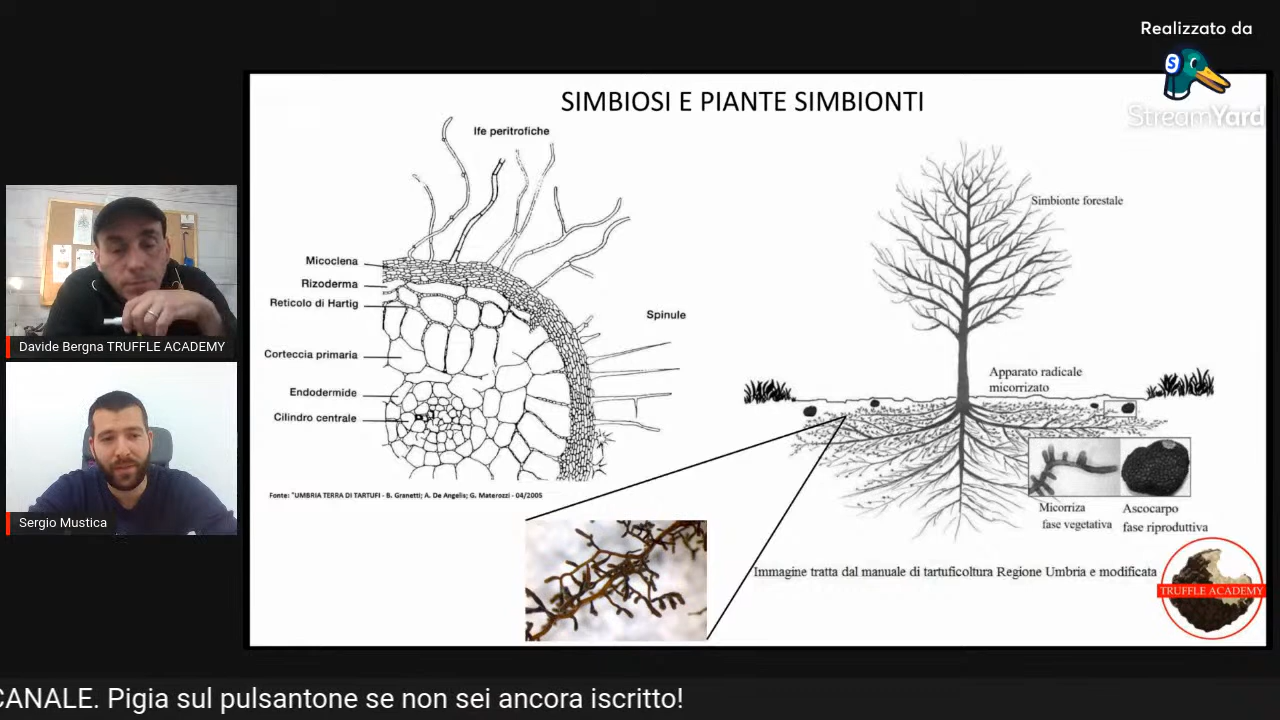 Realizzato da
StreamYard
SIMBIOSI E PIANTE SIMBIONTI
Ife peritrofiche
Micoclena
Rizoderma
Reticolo di Hartig
Corteccia primaria
Endodermide
Cilindro centrale
Spinule
Fonte: "UMBRIA TERRA DI TARTUFI - B. Granetti; A. De Angelis; G. Materozzi - 04/2005
Simbionte forestale
Apparato radicale
micorrizato
Micorriza
fase vegetativa
Ascocarpo
fase riproduttiva
Immagine tratta dal manuale di tartuficoltura Regione Umbria e modificata
TRUFFLE ACADEMY
Davide Bergna TRUFFLE ACADEMY
Sergio Mustica
CANALE. Pigia sul pulsantone se non sei ancora iscritto!